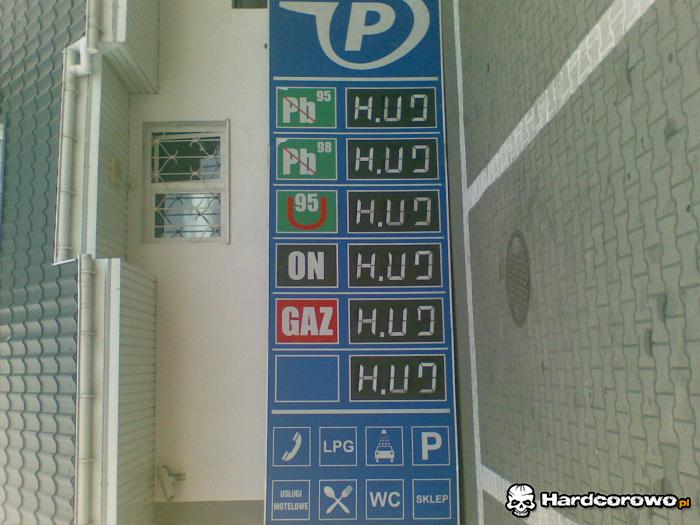 P
Pb 95 H.UJ
Pb 98 H.UJ
95 U H.UJ
ON H.UJ
GAZ H.UJ
H.UJ
LPG P
USŁUGI MOTELOWE WC SKLEP
Hardcorowo.pl